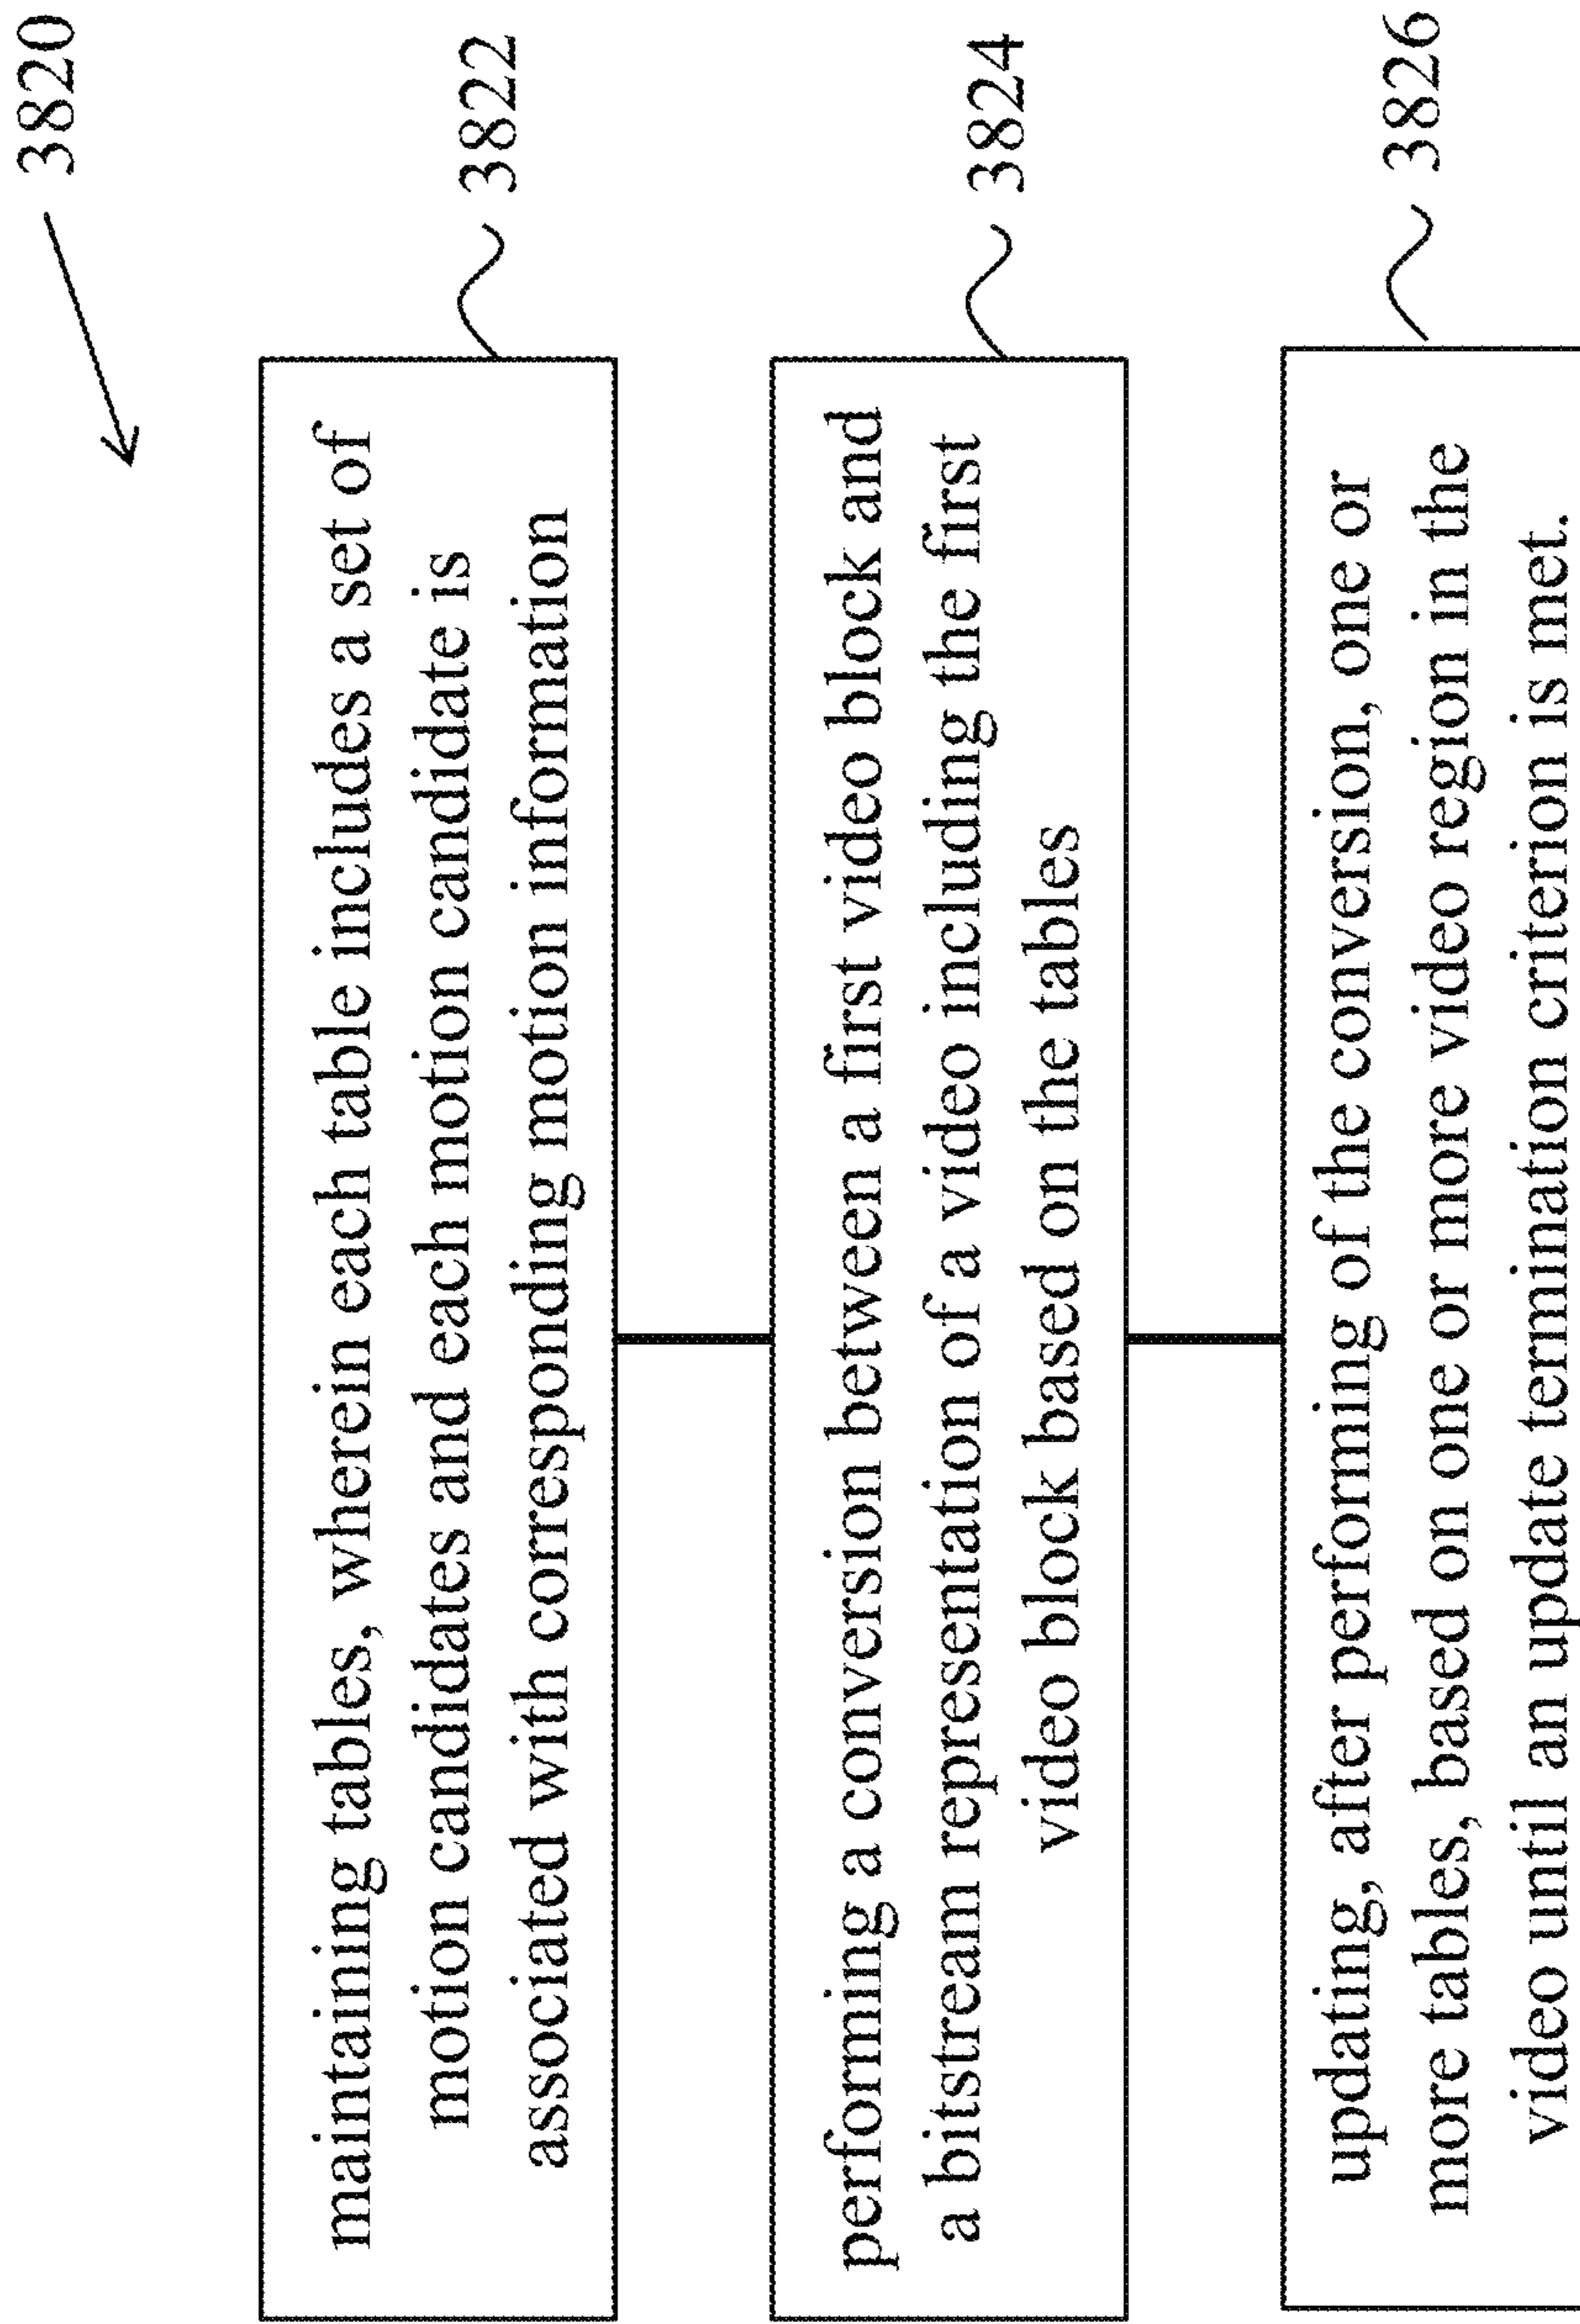 3820
maintaining tables, wherein each table includes a set of
motion candidates and each motion candidate is
associated with corresponding motion information
3822
performing a conversion between a first video block and
a bitstream representation of a video including the first
video block based on the tables
3824
updating, after performing of the conversion, one or
more tables, based on one or more video region in the
video until an update termination criterion is met.
3826